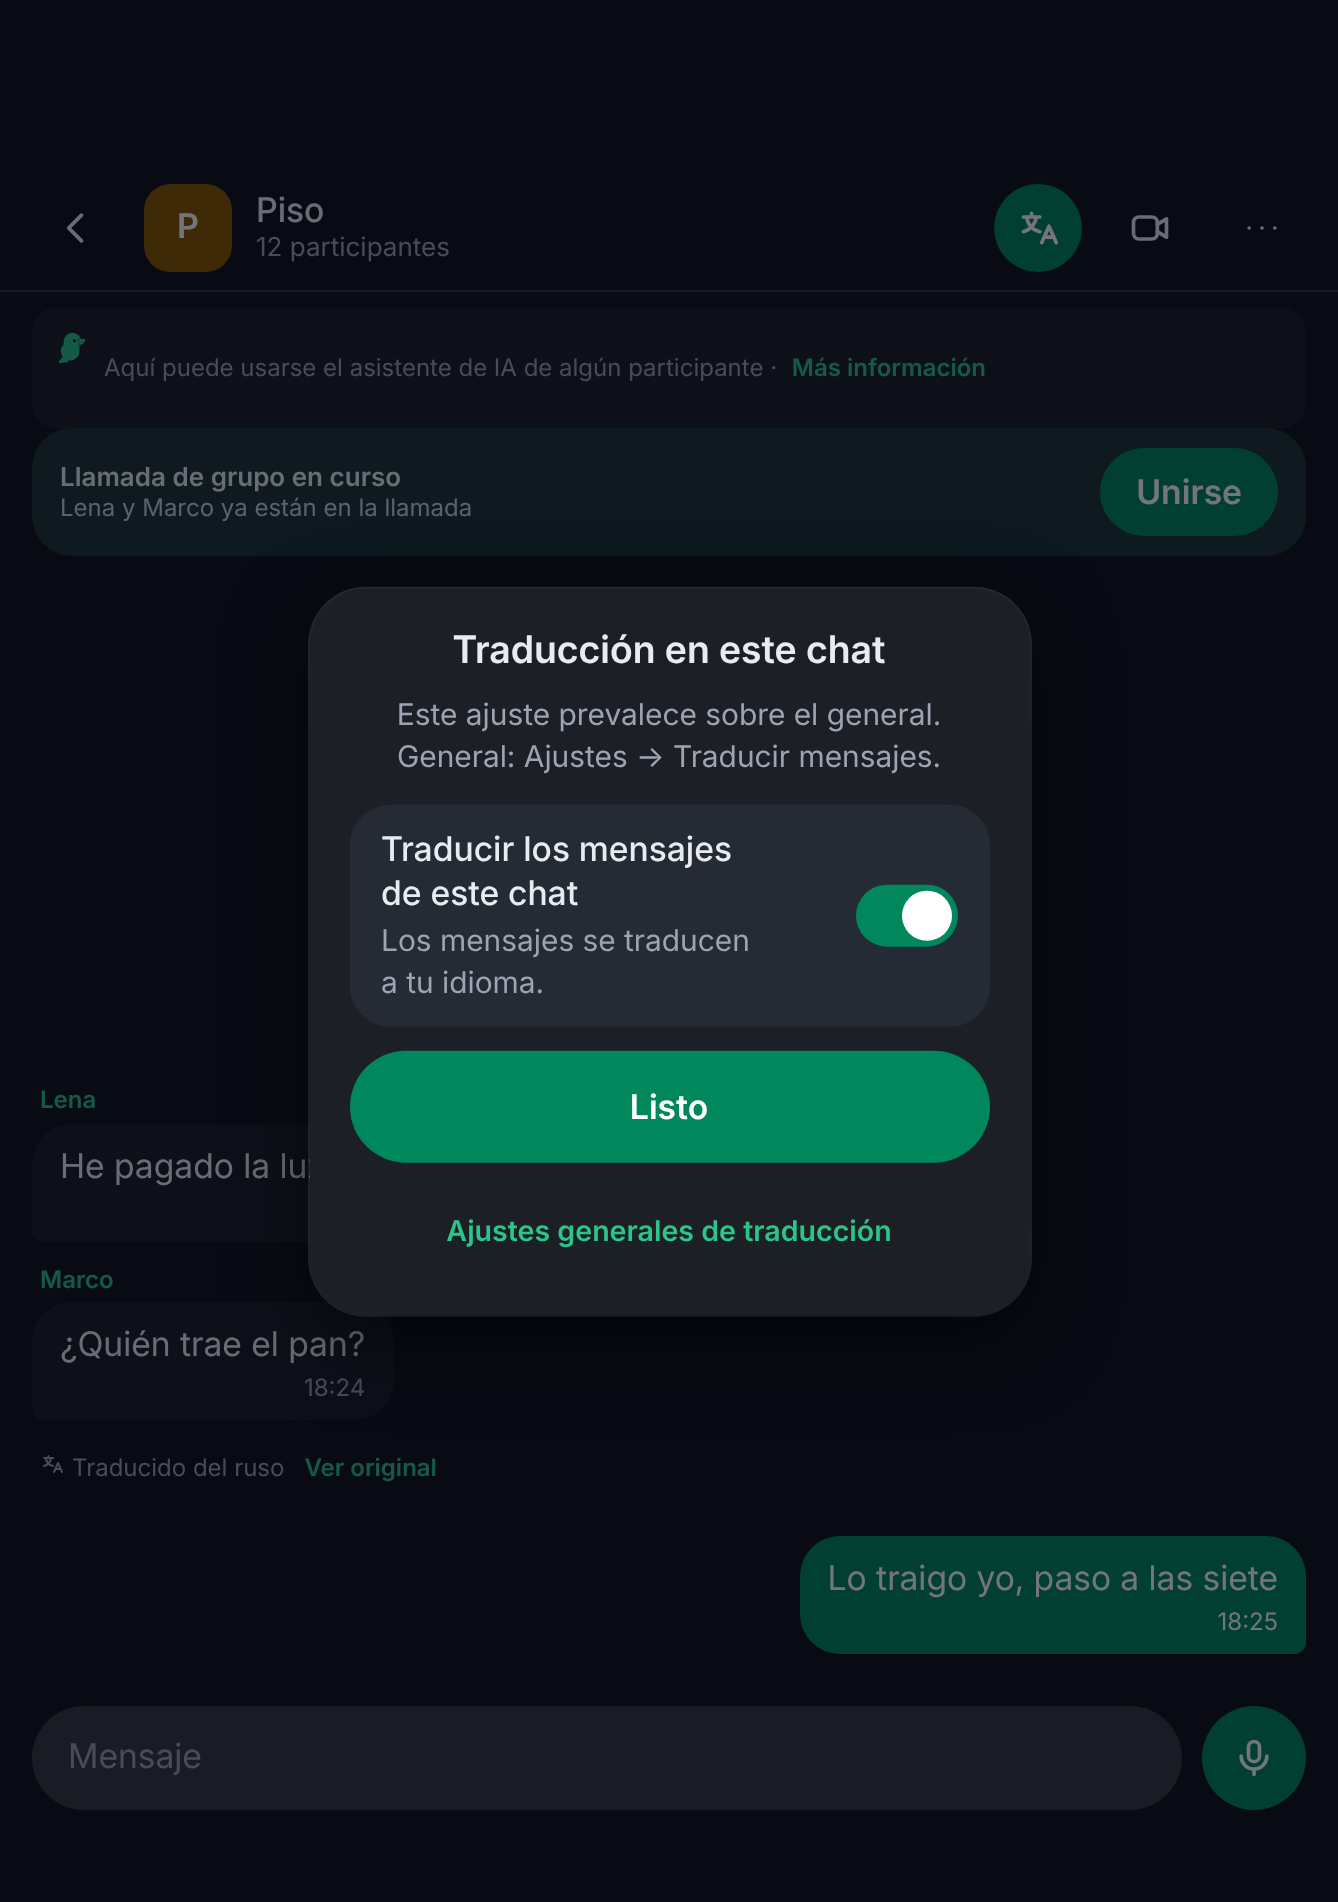 P
Piso
12 participantes
Aquí puede usarse el asistente de IA de algún participante · Más información
Llamada de grupo en curso
Lena y Marco ya están en la llamada
Unirse
Traducción en este chat
Este ajuste prevalece sobre el general.
General: Ajustes → Traducir mensajes.
Traducir los mensajes
de este chat
Los mensajes se traducen
a tu idioma.
Listo
Ajustes generales de traducción
Lena
He pagado la
Marco
¿Quién trae el pan?
18:24
Traducido del ruso Ver original
Lo traigo yo, paso a las siete
18:25
Mensaje